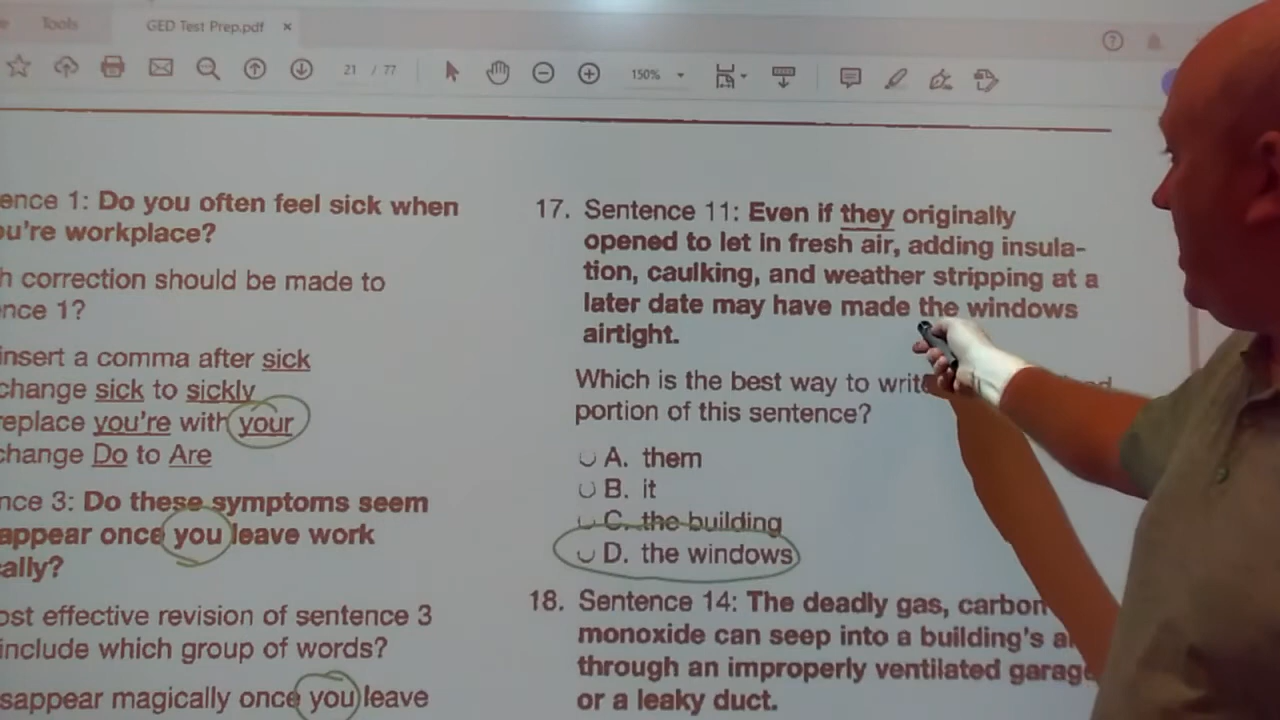 Tools
GED Test Prep.pdf ×
21 / 77
150%
ence 1: Do you often feel sick when
ou're workplace?
h correction should be made to
nce 1?
insert a comma after sick
change sick to sickly
eplace you're with your
change Do to Are
nce 3: Do these symptoms seem
appear once you leave work
cally?
ost effective revision of sentence 3
include which group of words?
sappear magically once you leave
17. Sentence 11: Even if they originally
opened to let in fresh air, adding insula-
tion, caulking, and weather stripping at a
later date may have made the windows
airtight.
Which is the best way to write
portion of this sentence?
A. them
B. it
C. the building
D. the windows
18. Sentence 14: The deadly gas, carbon
monoxide can seep into a building's
through an improperly ventilated garage
or a leaky duct.